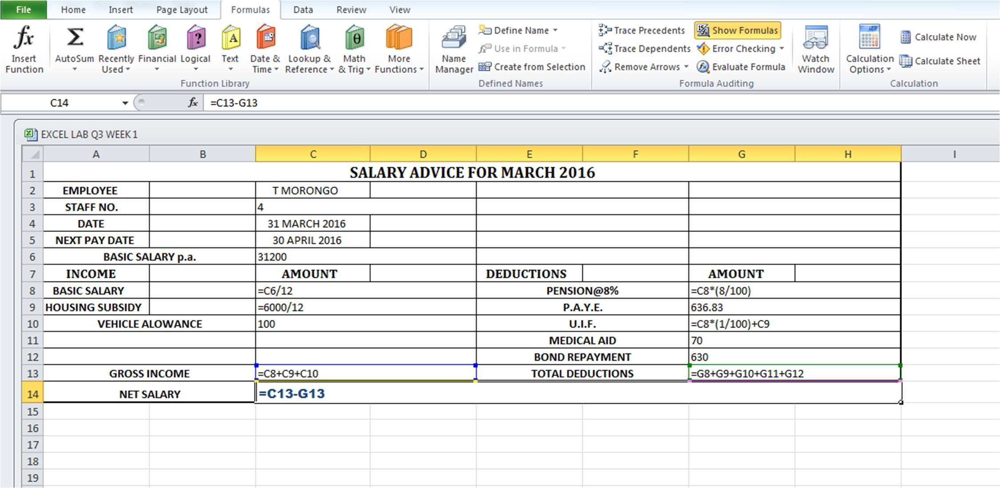 File Home Insert Page Layout Formulas Data Review View
fx Insert Function
Σ AutoSum
Recently Used
Financial
? Logical
A Text
Date & Time
Lookup & Reference
θ Math & Trig
More Functions
Function Library
Name Manager
Define Name
Use in Formula
Create from Selection
Defined Names
Trace Precedents
Trace Dependents
Remove Arrows
Show Formulas
Error Checking
Evaluate Formula
Formula Auditing
Watch Window
Calculation Options
Calculate Now
Calculate Sheet
Calculation
C14 fx =C13-G13
EXCEL LAB Q3 WEEK 1
A B C D E F G H I
1 SALARY ADVICE FOR MARCH 2016
2 EMPLOYEE T MORONGO
3 STAFF NO. 4
4 DATE 31 MARCH 2016
5 NEXT PAY DATE 30 APRIL 2016
6 BASIC SALARY p.a. 31200
7 INCOME AMOUNT DEDUCTIONS AMOUNT
8 BASIC SALARY =C6/12 PENSION@8% =C8*(8/100)
9 HOUSING SUBSIDY =6000/12 P.A.Y.E. 636.83
10 VEHICLE ALOWANCE 100 U.I.F. =C8*(1/100)+C9
11 MEDICAL AID 70
12 BOND REPAYMENT 630
13 GROSS INCOME =C8+C9+C10 TOTAL DEDUCTIONS =G8+G9+G10+G11+G12
14 NET SALARY =C13-G13
15
16
17
18
19